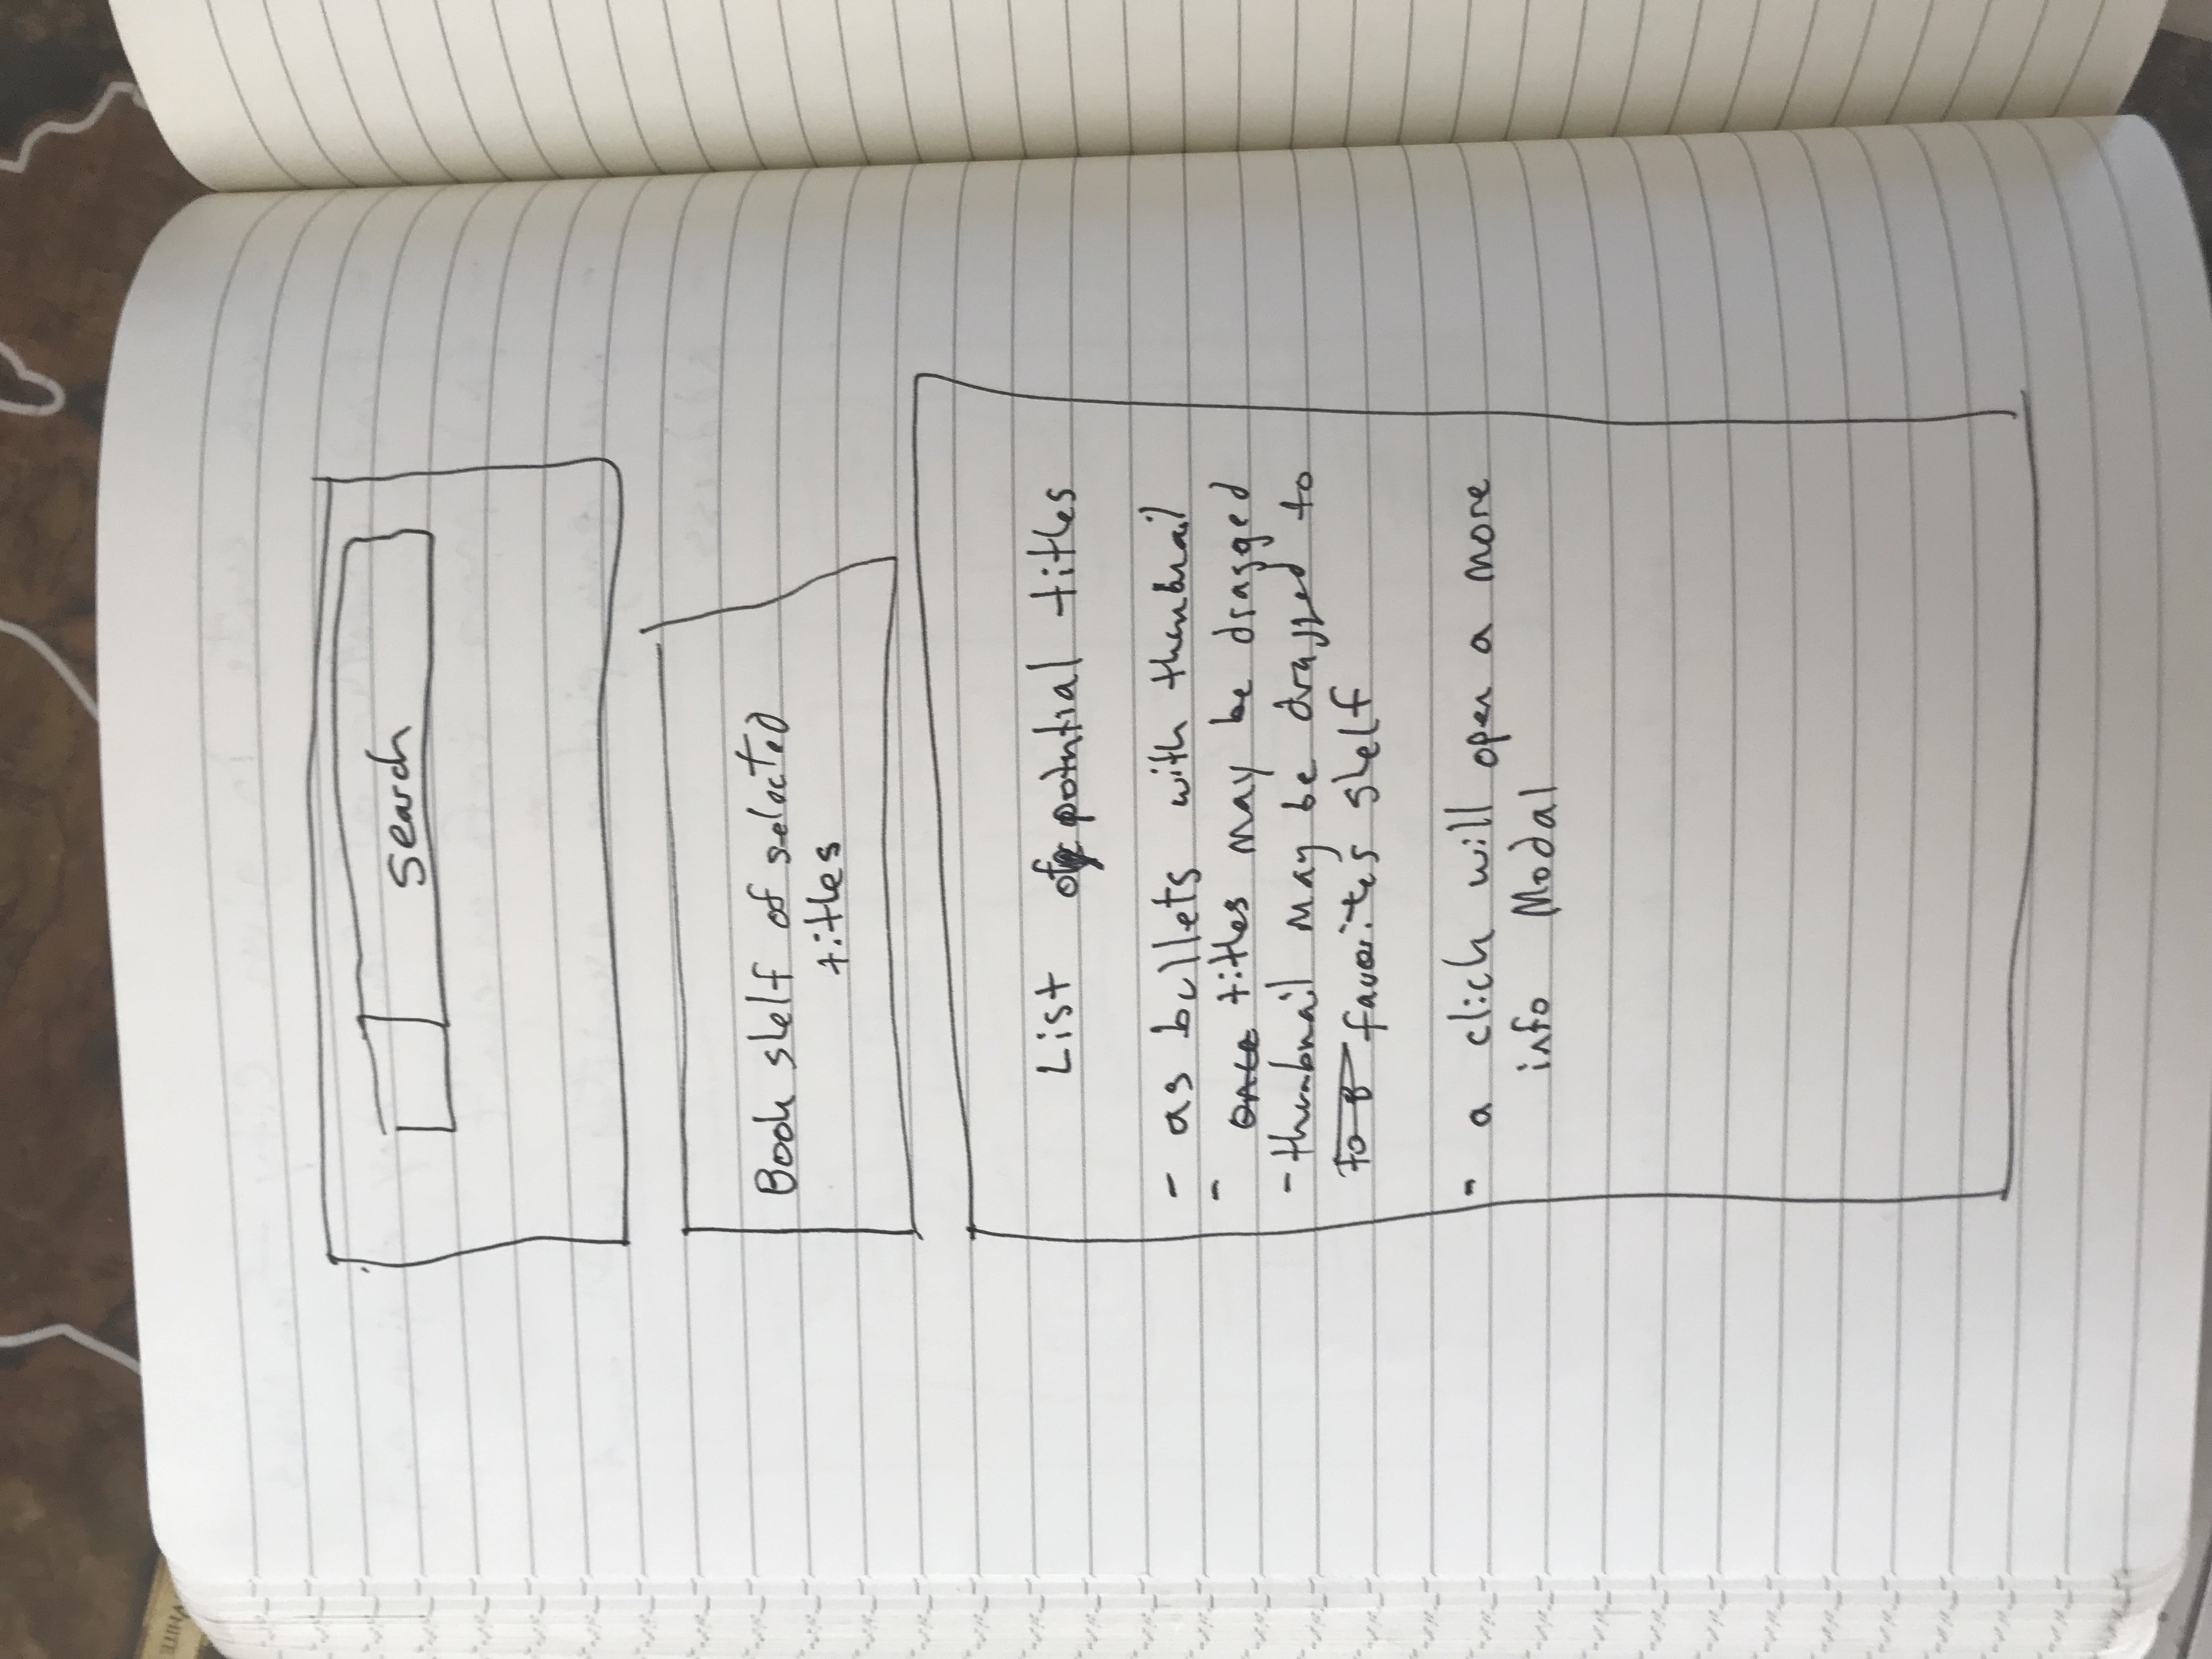 search
Book shelf of selected
titles
List of potntial titles
- as bullets with thumbnail
- once titles may be dragged
- thumbnail may be dragged to
to favorites shelf
- a click will open a more
info Modal